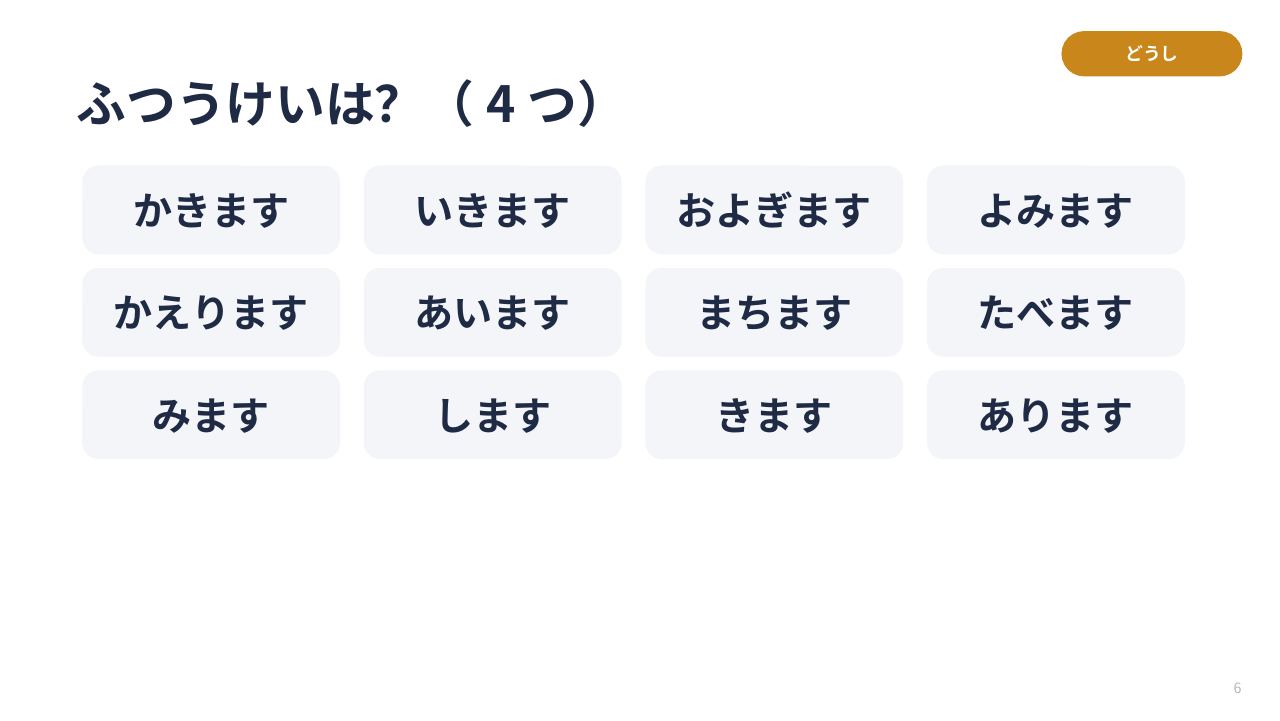 どうし
ふつうけいは？（４つ）
かきます
いきます
およぎます
よみます
かえります
あいます
まちます
たべます
みます
します
きます
あります
6